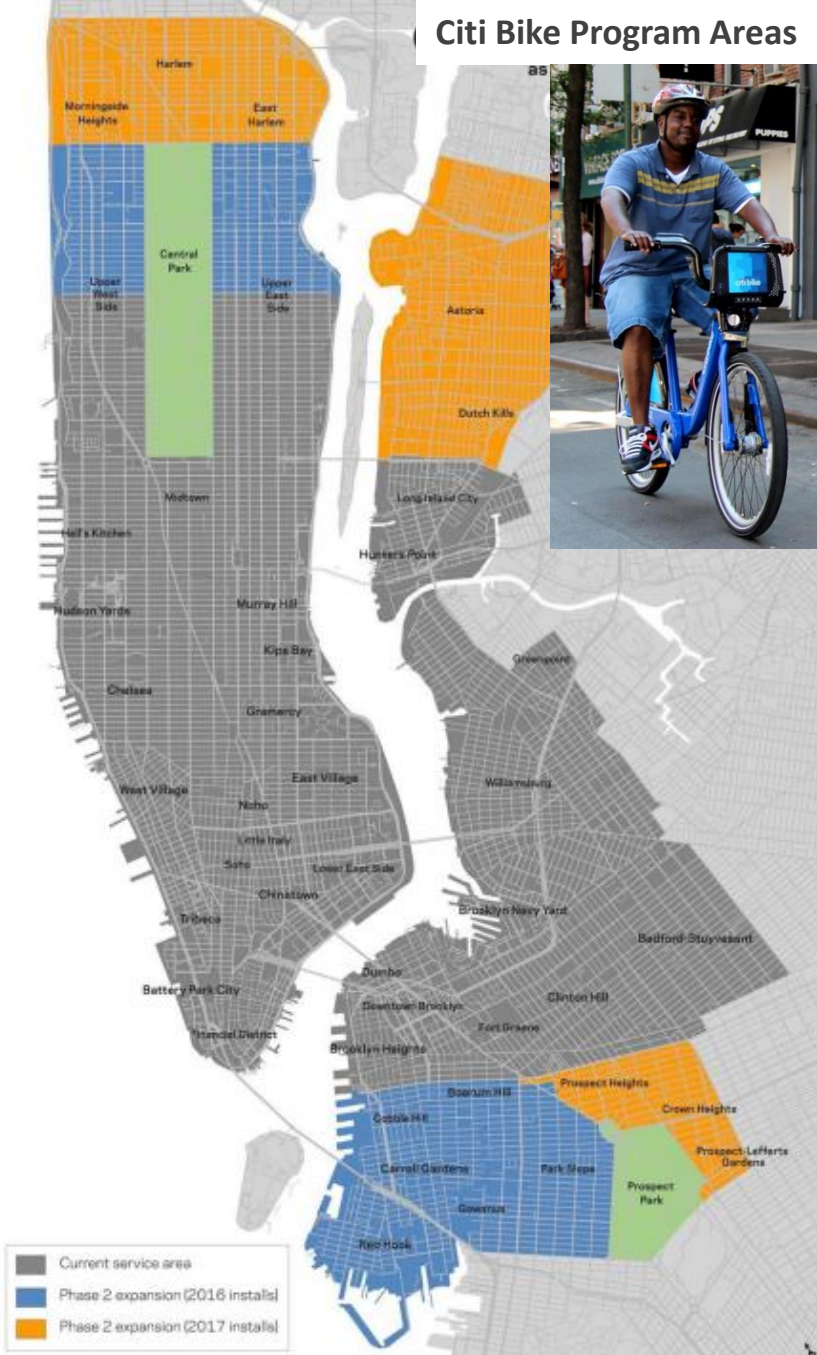 Citi Bike Program Areas
as
PUPPIES
citibike
Harlem
Morningside
Heights
East
Harlem
Central
Park
Upper
West
Side
Upper
East
Side
Astoria
Dutch Kills
Midtown
Long Island City
Hell's Kitchen
Hunters Point
Hudson Yards
Murray Hill
Kips Bay
Greenpoint
Chelsea
Gramercy
East Village
Williamsburg
West Village
Noho
Little Italy
Soho
Lower East Side
Chinatown
Brooklyn Navy Yard
Tribeca
Bedford-Stuyvesant
Dumbo
Battery Park City
Clinton Hill
Downtown Brooklyn
Fort Greene
Financial District
Brooklyn Heights
Boerum Hill
Prospect Heights
Cobble Hill
Crown Heights
Prospect-Lefferts
Gardens
Carroll Gardens
Park Slope
Prospect
Park
Gowanus
Red Hook
Current service area
Phase 2 expansion (2016 installs)
Phase 2 expansion (2017 installs)